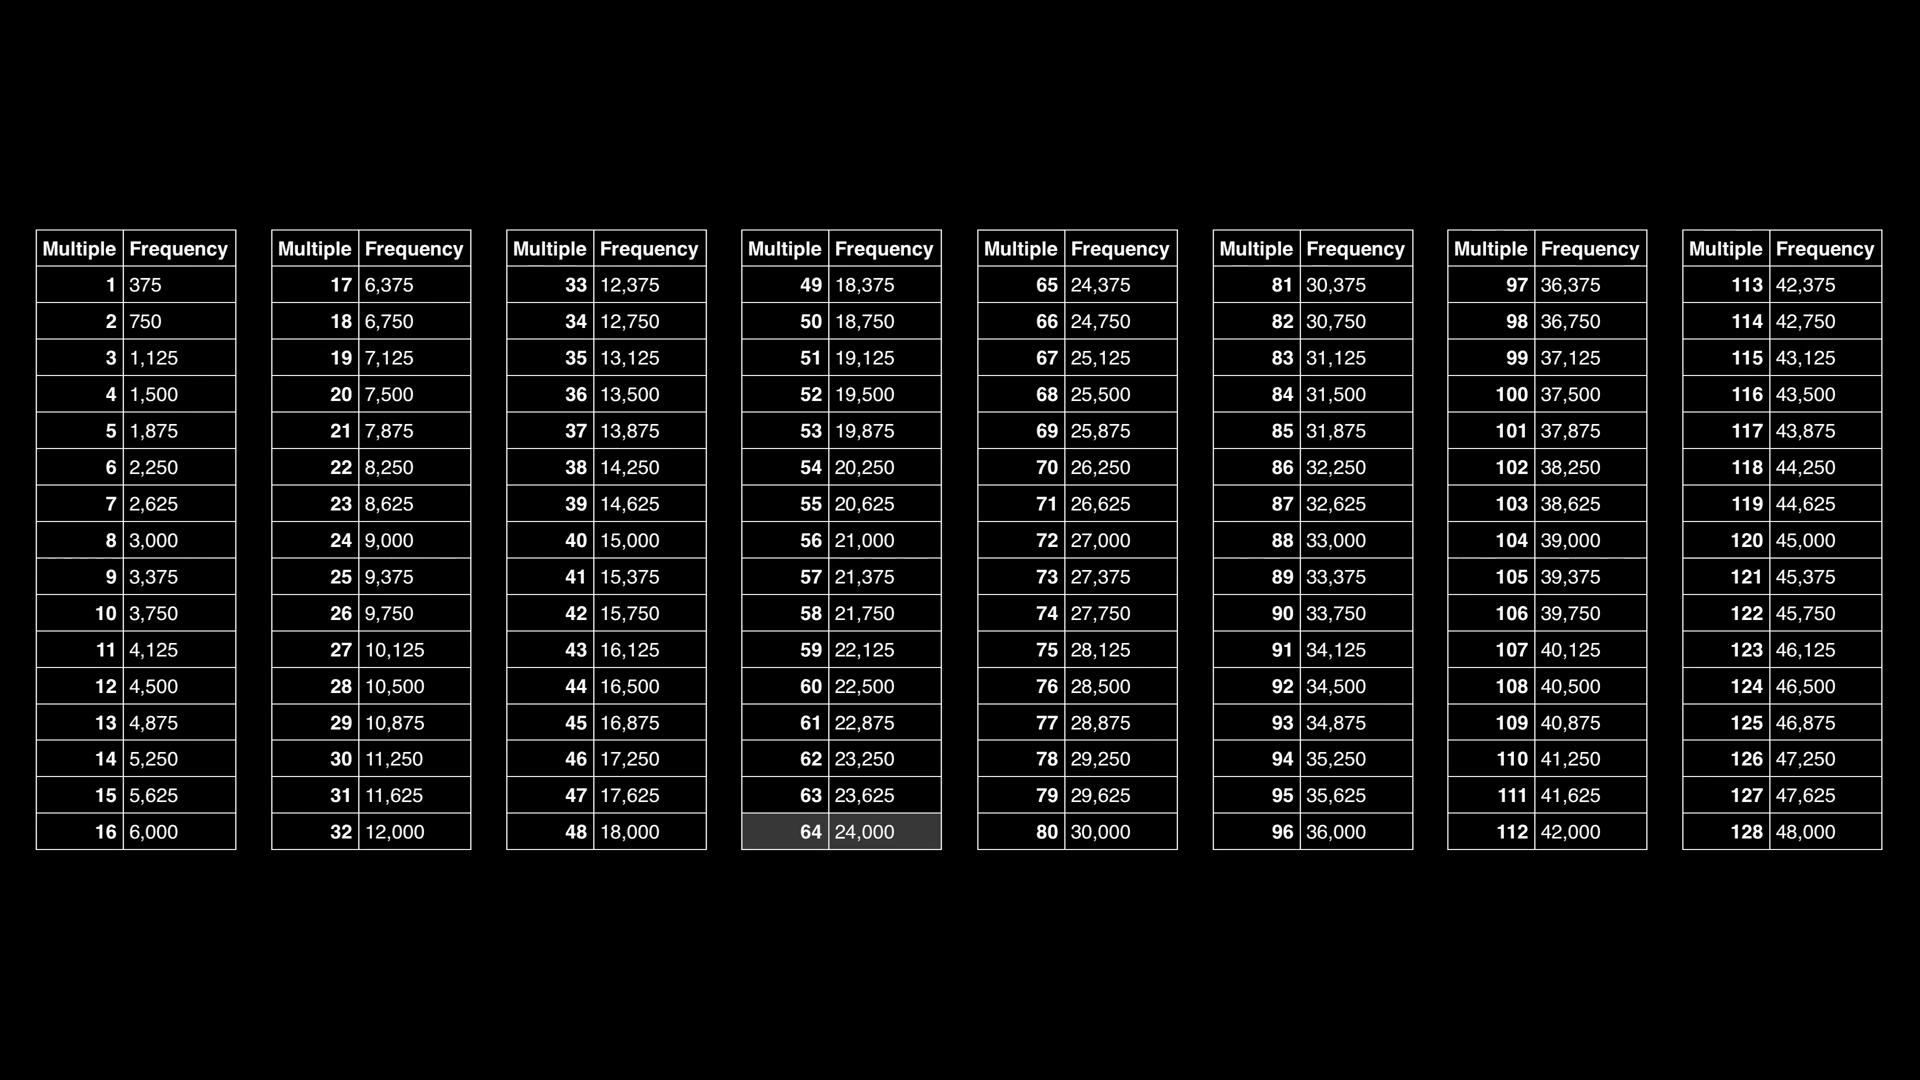 Multiple Frequency Multiple Frequency Multiple Frequency Multiple Frequency Multiple Frequency Multiple Frequency Multiple Frequency Multiple Frequency
1 375 17 6,375 33 12,375 49 18,375 65 24,375 81 30,375 97 36,375 113 42,375
2 750 18 6,750 34 12,750 50 18,750 66 24,750 82 30,750 98 36,750 114 42,750
3 1,125 19 7,125 35 13,125 51 19,125 67 25,125 83 31,125 99 37,125 115 43,125
4 1,500 20 7,500 36 13,500 52 19,500 68 25,500 84 31,500 100 37,500 116 43,500
5 1,875 21 7,875 37 13,875 53 19,875 69 25,875 85 31,875 101 37,875 117 43,875
6 2,250 22 8,250 38 14,250 54 20,250 70 26,250 86 32,250 102 38,250 118 44,250
7 2,625 23 8,625 39 14,625 55 20,625 71 26,625 87 32,625 103 38,625 119 44,625
8 3,000 24 9,000 40 15,000 56 21,000 72 27,000 88 33,000 104 39,000 120 45,000
9 3,375 25 9,375 41 15,375 57 21,375 73 27,375 89 33,375 105 39,375 121 45,375
10 3,750 26 9,750 42 15,750 58 21,750 74 27,750 90 33,750 106 39,750 122 45,750
11 4,125 27 10,125 43 16,125 59 22,125 75 28,125 91 34,125 107 40,125 123 46,125
12 4,500 28 10,500 44 16,500 60 22,500 76 28,500 92 34,500 108 40,500 124 46,500
13 4,875 29 10,875 45 16,875 61 22,875 77 28,875 93 34,875 109 40,875 125 46,875
14 5,250 30 11,250 46 17,250 62 23,250 78 29,250 94 35,250 110 41,250 126 47,250
15 5,625 31 11,625 47 17,625 63 23,625 79 29,625 95 35,625 111 41,625 127 47,625
16 6,000 32 12,000 48 18,000 64 24,000 80 30,000 96 36,000 112 42,000 128 48,000